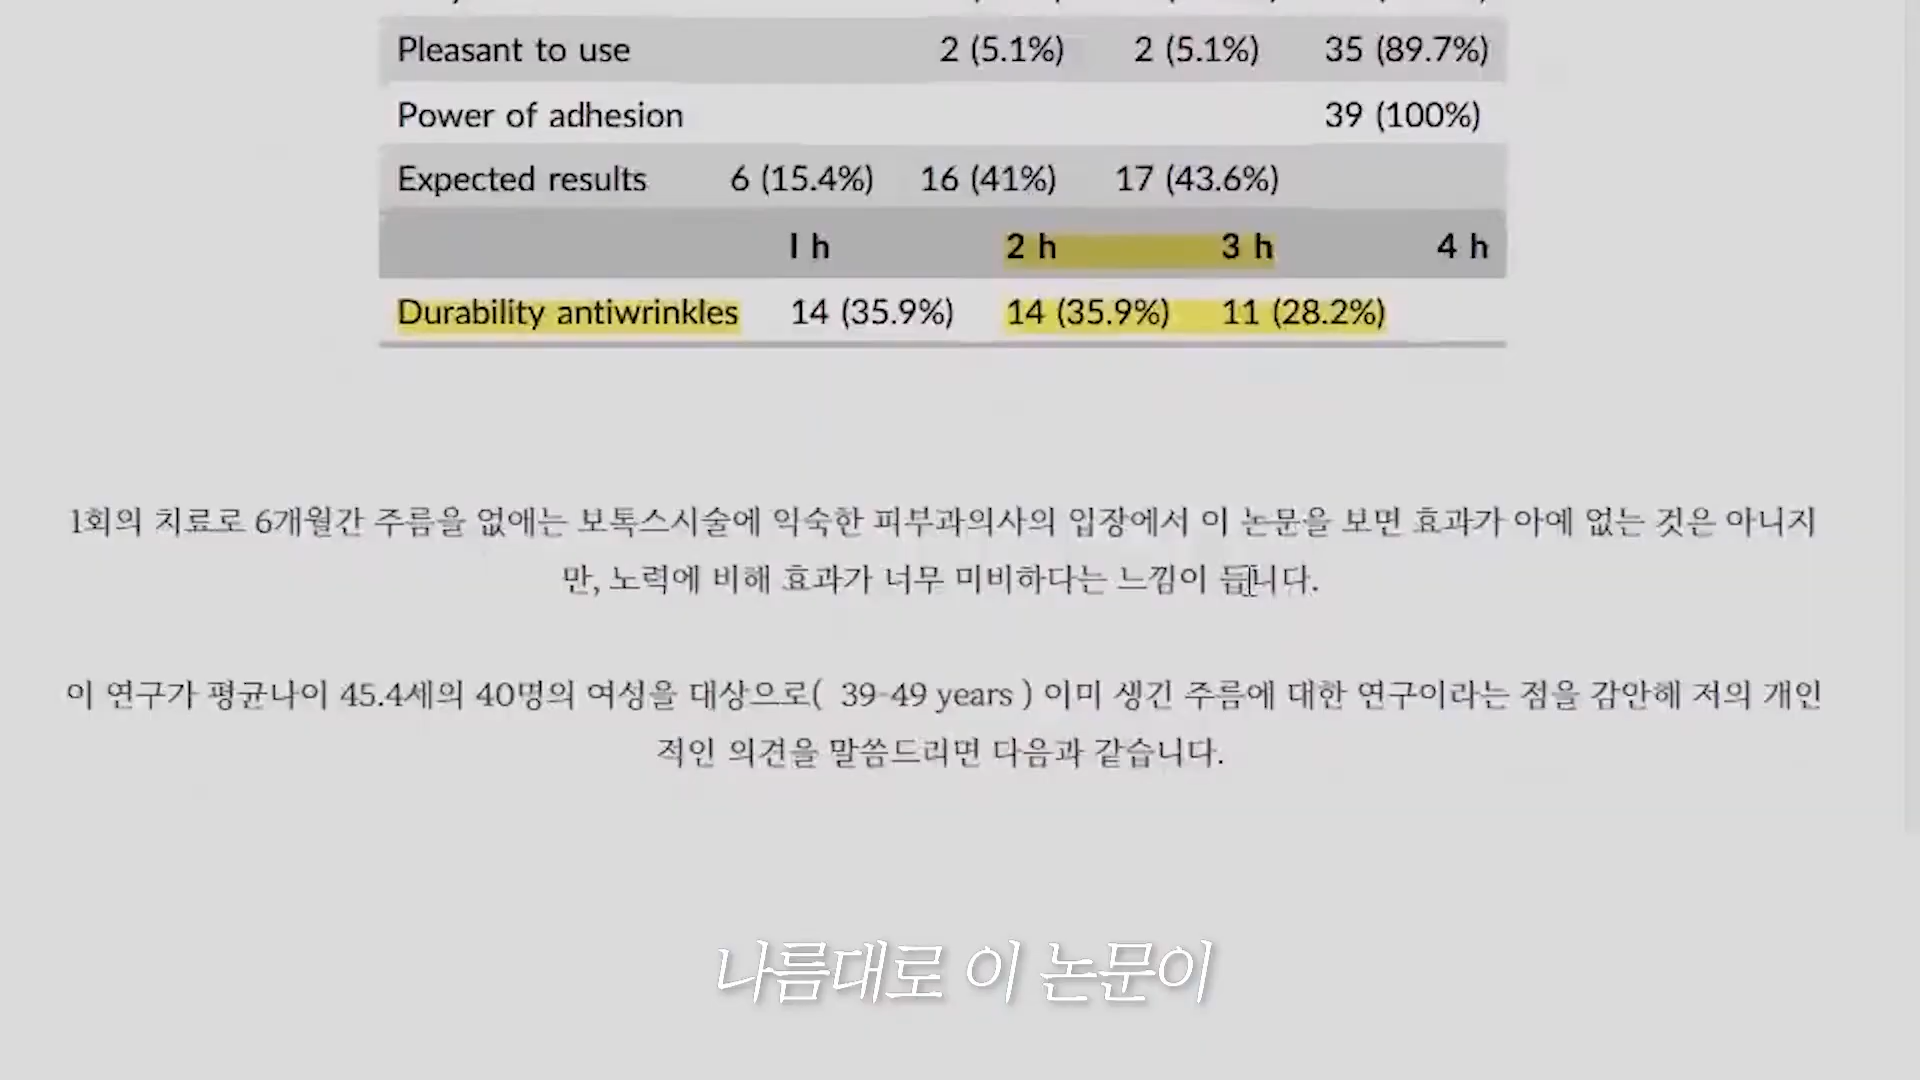 Pleasant to use 2 (5.1%) 2 (5.1%) 35 (89.7%)
Power of adhesion 39 (100%)
Expected results 6 (15.4%) 16 (41%) 17 (43.6%)
1 h 2 h 3 h 4 h
Durability antiwrinkles 14 (35.9%) 14 (35.9%) 11 (28.2%)
1회의 치료로 6개월간 주름을 없애는 보톡스시술에 익숙한 피부과의사의 입장에서 이 논문을 보면 효과가 아예 없는 것은 아니지
만, 노력에 비해 효과가 너무 미비하다는 느낌이 듭니다.
이 연구가 평균나이 45.4세의 40명의 여성을 대상으로( 39-49 years ) 이미 생긴 주름에 대한 연구이라는 점을 감안해 저의 개인
적인 의견을 말씀드리면 다음과 같습니다.
나름대로 이 논문이